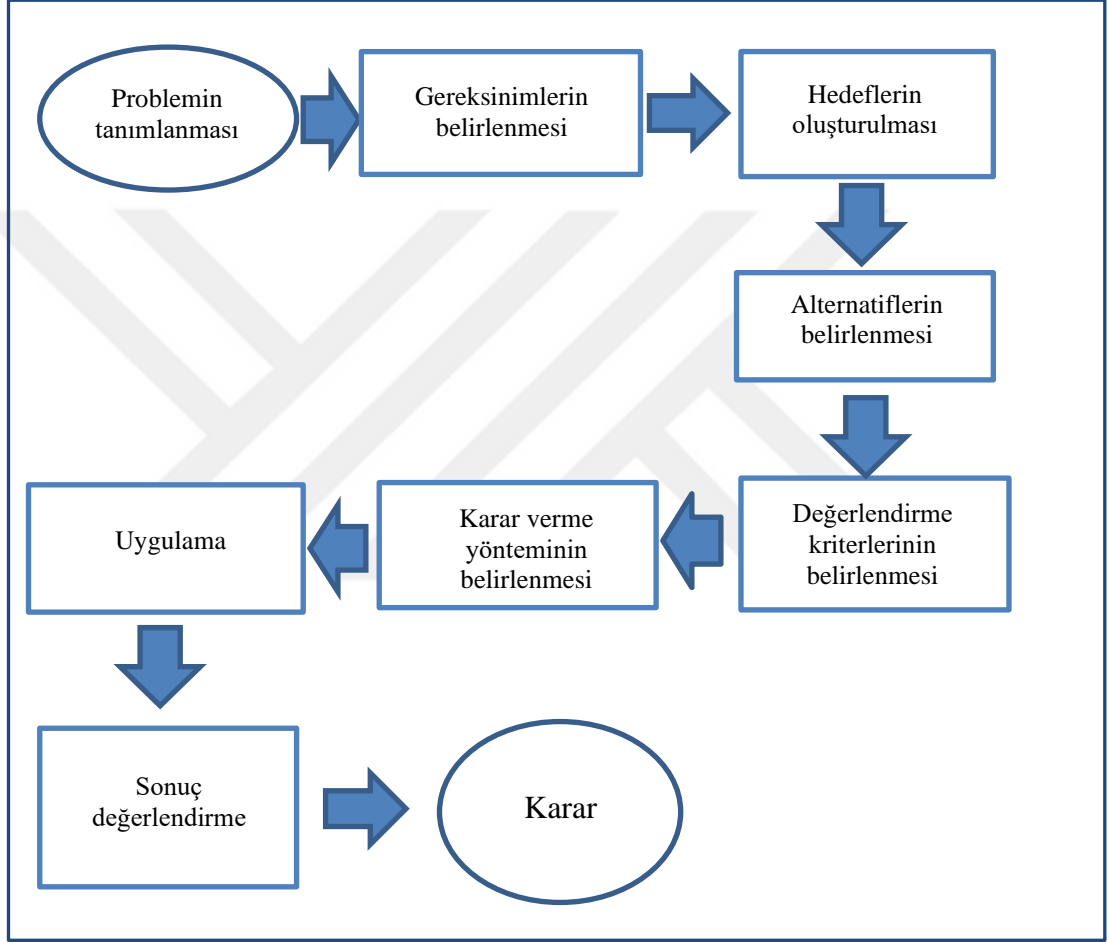 Problemin
tanımlanması
Gereksinimlerin
belirlenmesi
Hedeflerin
oluşturulması
Alternatiflerin
belirlenmesi
Değerlendirme
kriterlerinin
belirlenmesi
Karar verme
yönteminin
belirlenmesi
Uygulama
Sonuç
değerlendirme
Karar